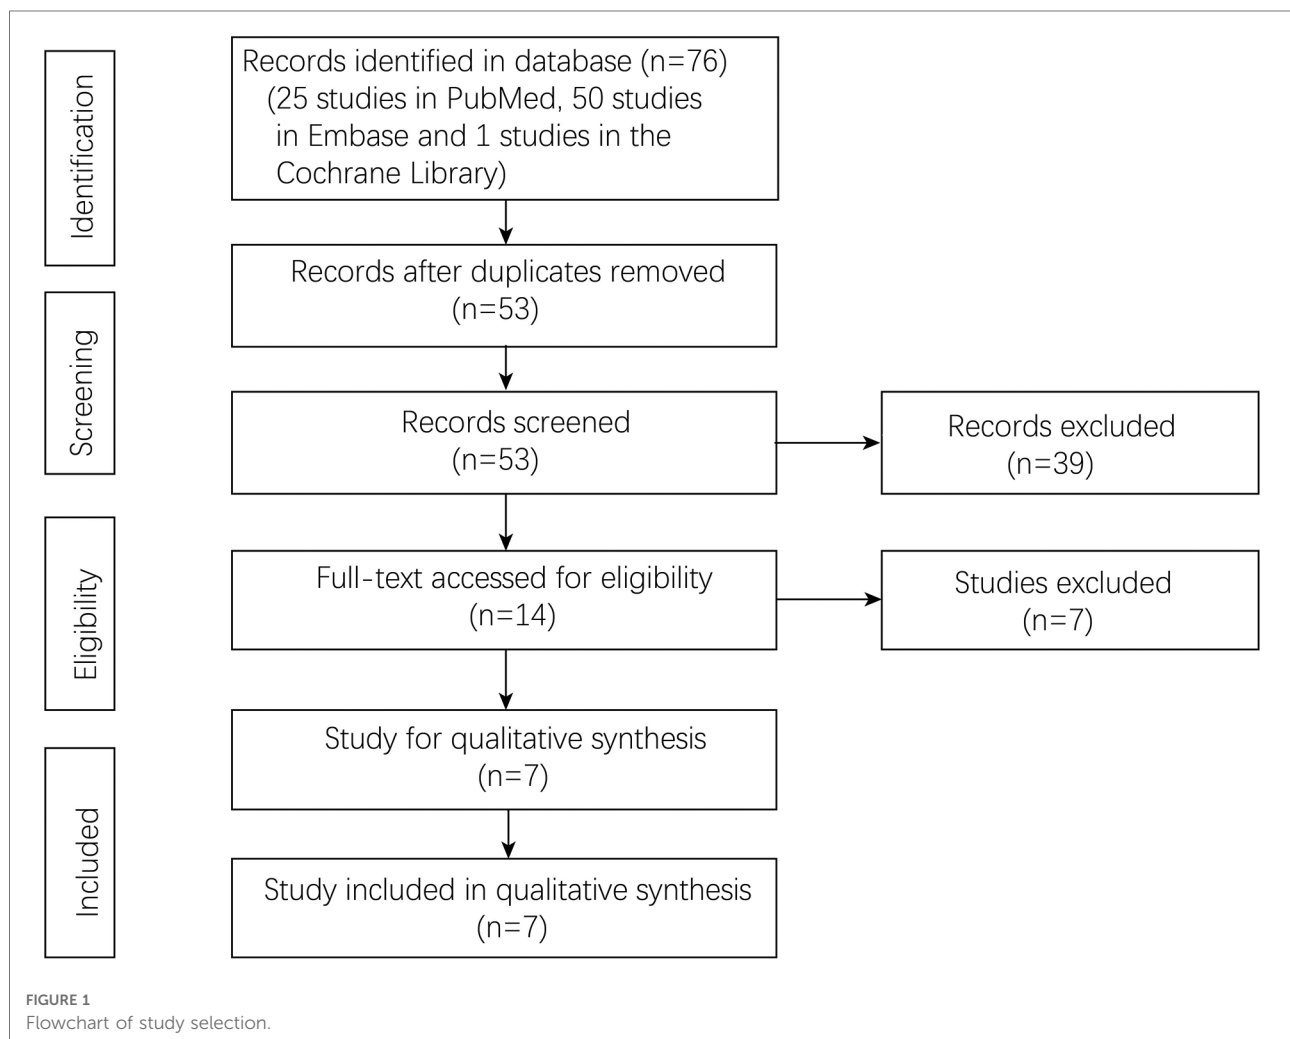 Identification
Records identified in database (n=76)
(25 studies in PubMed, 50 studies
in Embase and 1 studies in the
Cochrane Library)
Records after duplicates removed
(n=53)
Screening
Records screened
(n=53)
Records excluded
(n=39)
Eligibility
Full-text accessed for eligibility
(n=14)
Studies excluded
(n=7)
Study for qualitative synthesis
(n=7)
Included
Study included in qualitative synthesis
(n=7)
FIGURE 1
Flowchart of study selection.